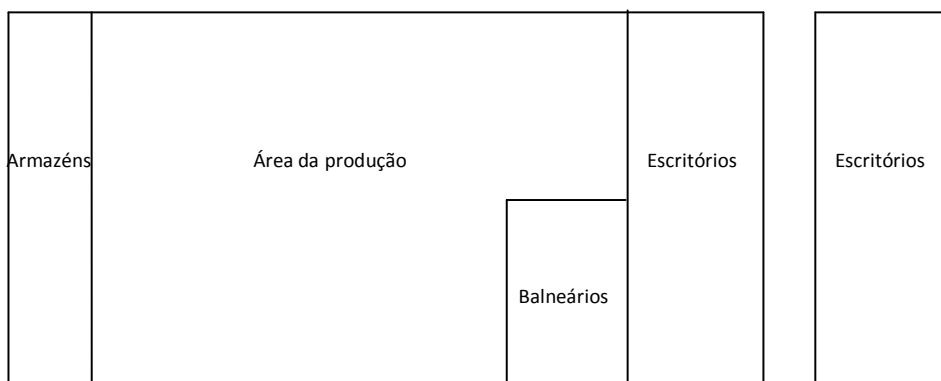 Armazéns
Área da produção
Escritórios
Escritórios
Balneários